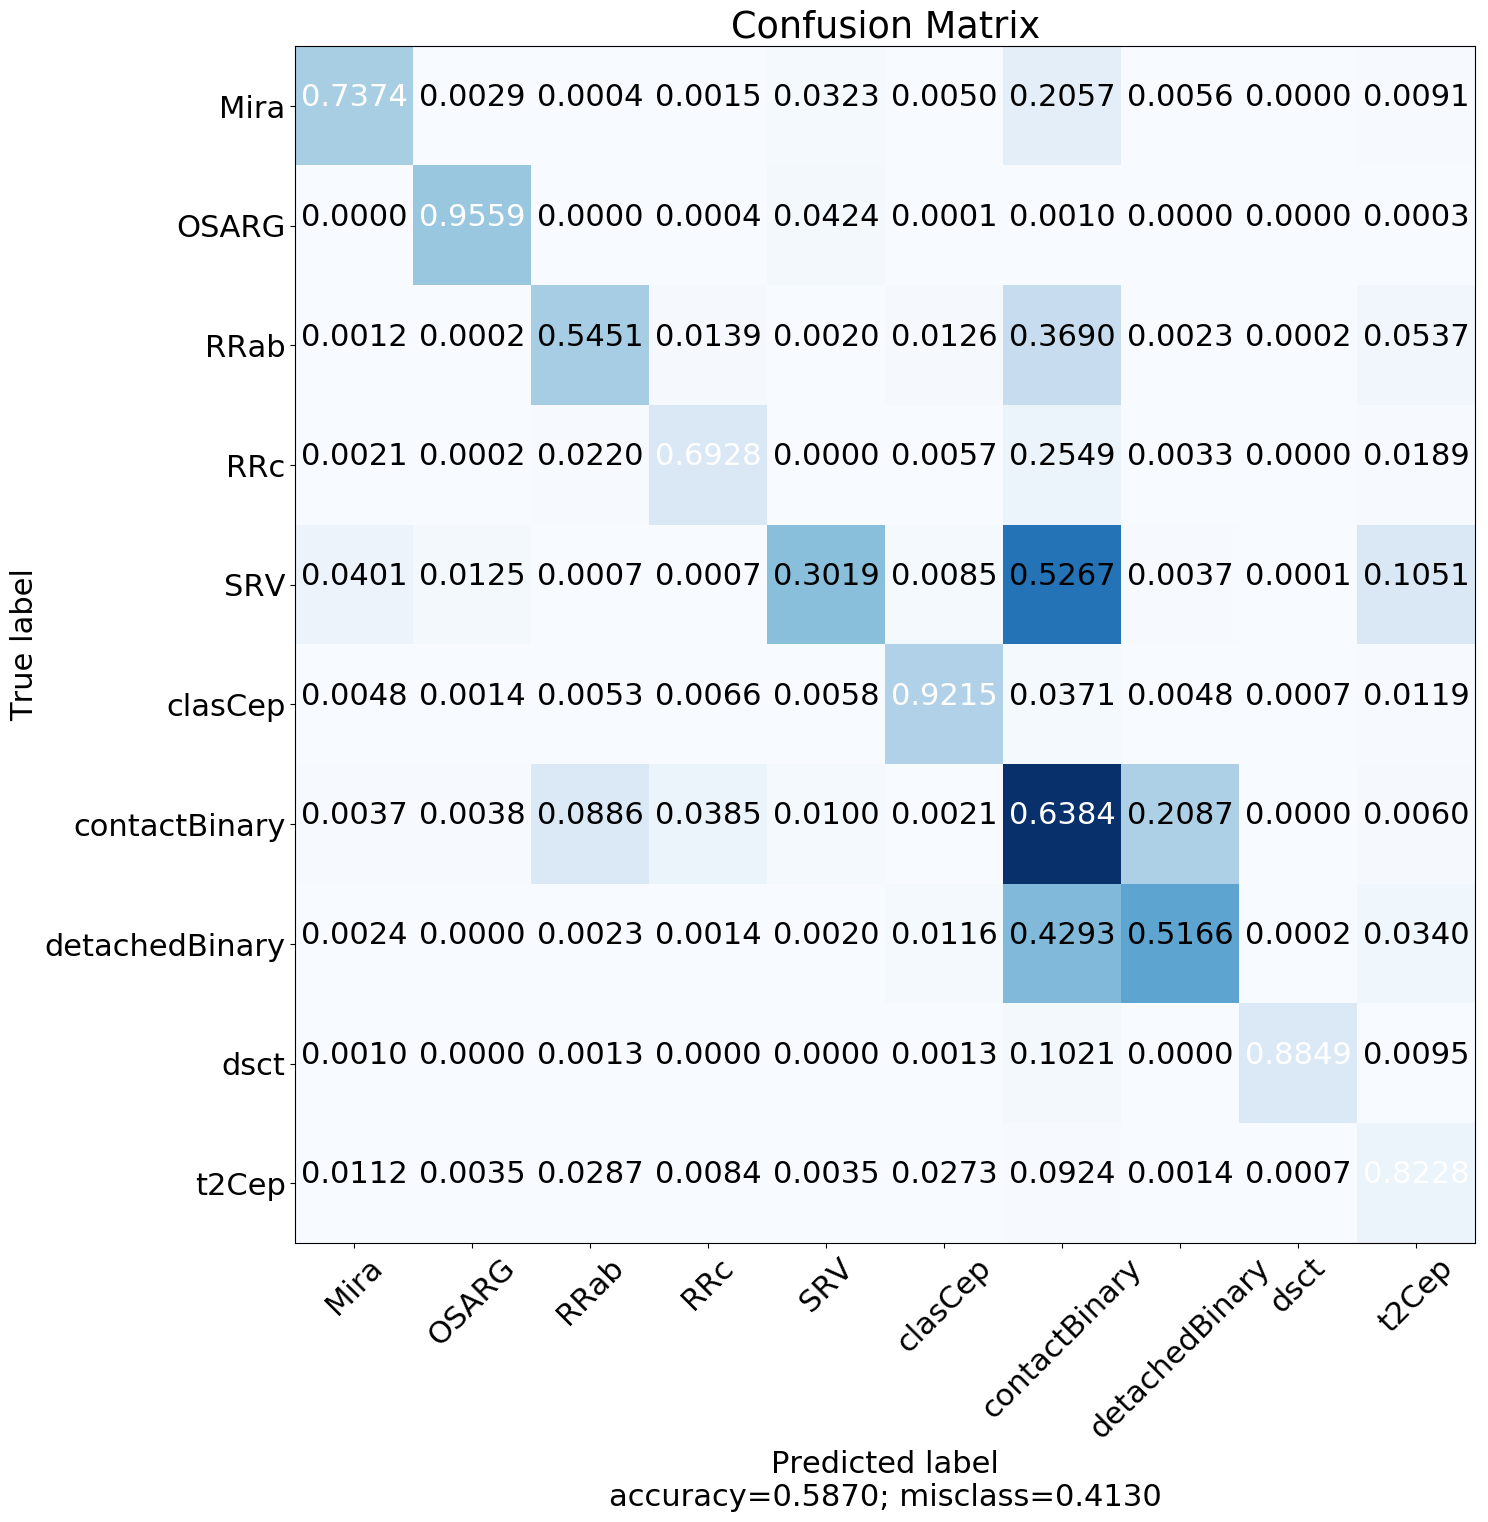 Confusion Matrix
Mira 0.7374 0.0029 0.0004 0.0015 0.0323 0.0050 0.2057 0.0056 0.0000 0.0091
OSARG 0.0000 0.9559 0.0000 0.0004 0.0424 0.0001 0.0010 0.0000 0.0000 0.0003
RRab 0.0012 0.0002 0.5451 0.0139 0.0020 0.0126 0.3690 0.0023 0.0002 0.0537
RRc 0.0021 0.0002 0.0220 0.6928 0.0000 0.0057 0.2549 0.0033 0.0000 0.0189
SRV 0.0401 0.0125 0.0007 0.0007 0.3019 0.0085 0.5267 0.0037 0.0001 0.1051
clasCep 0.0048 0.0014 0.0053 0.0066 0.0058 0.9215 0.0371 0.0048 0.0007 0.0119
contactBinary 0.0037 0.0038 0.0886 0.0385 0.0100 0.0021 0.6384 0.2087 0.0000 0.0060
detachedBinary 0.0024 0.0000 0.0023 0.0014 0.0020 0.0116 0.4293 0.5166 0.0002 0.0340
dsct 0.0010 0.0000 0.0013 0.0000 0.0000 0.0013 0.1021 0.0000 0.8849 0.0095
t2Cep 0.0112 0.0035 0.0287 0.0084 0.0035 0.0273 0.0924 0.0014 0.0007 0.8228
True label
Mira OSARG RRab RRc SRV clasCep contactBinary detachedBinary dsct t2Cep
Predicted label
accuracy=0.5870; misclass=0.4130